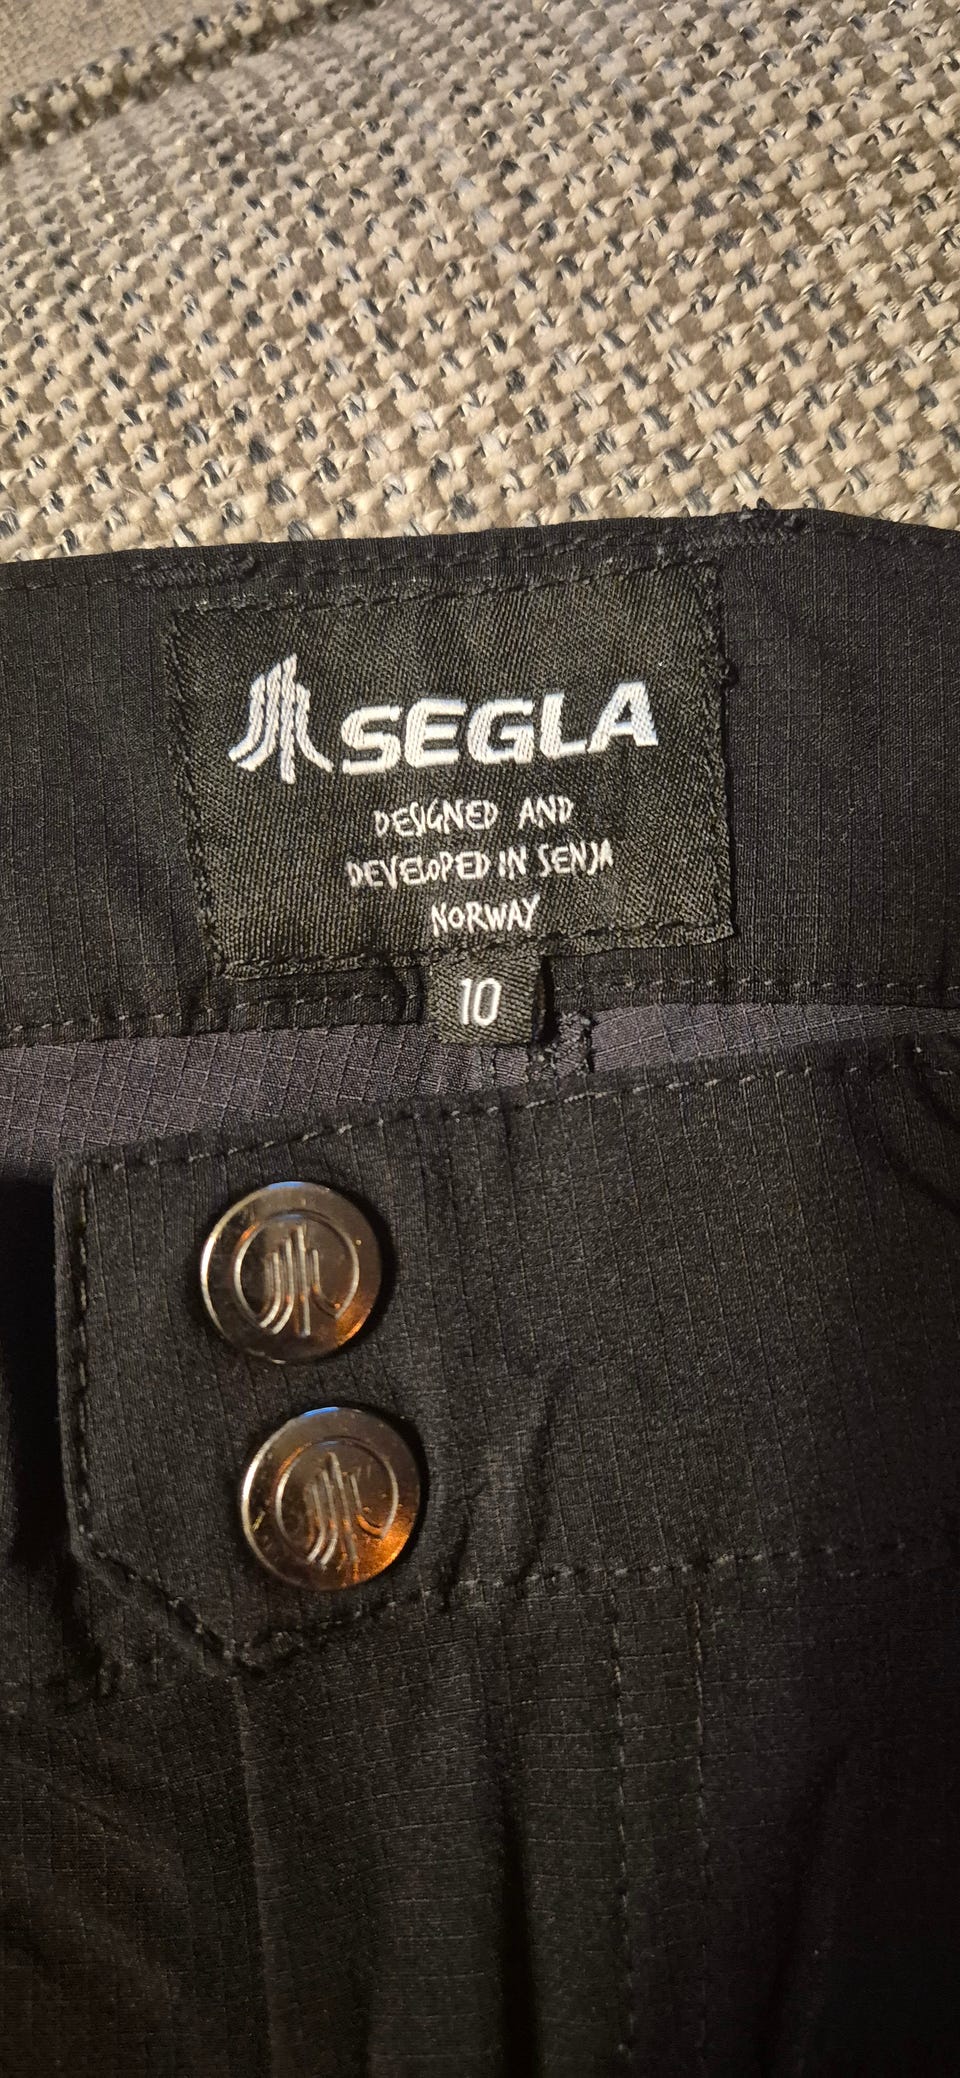 SEGLA
DESIGNED AND
DEVELOPED IN SENJA
NORWAY
10